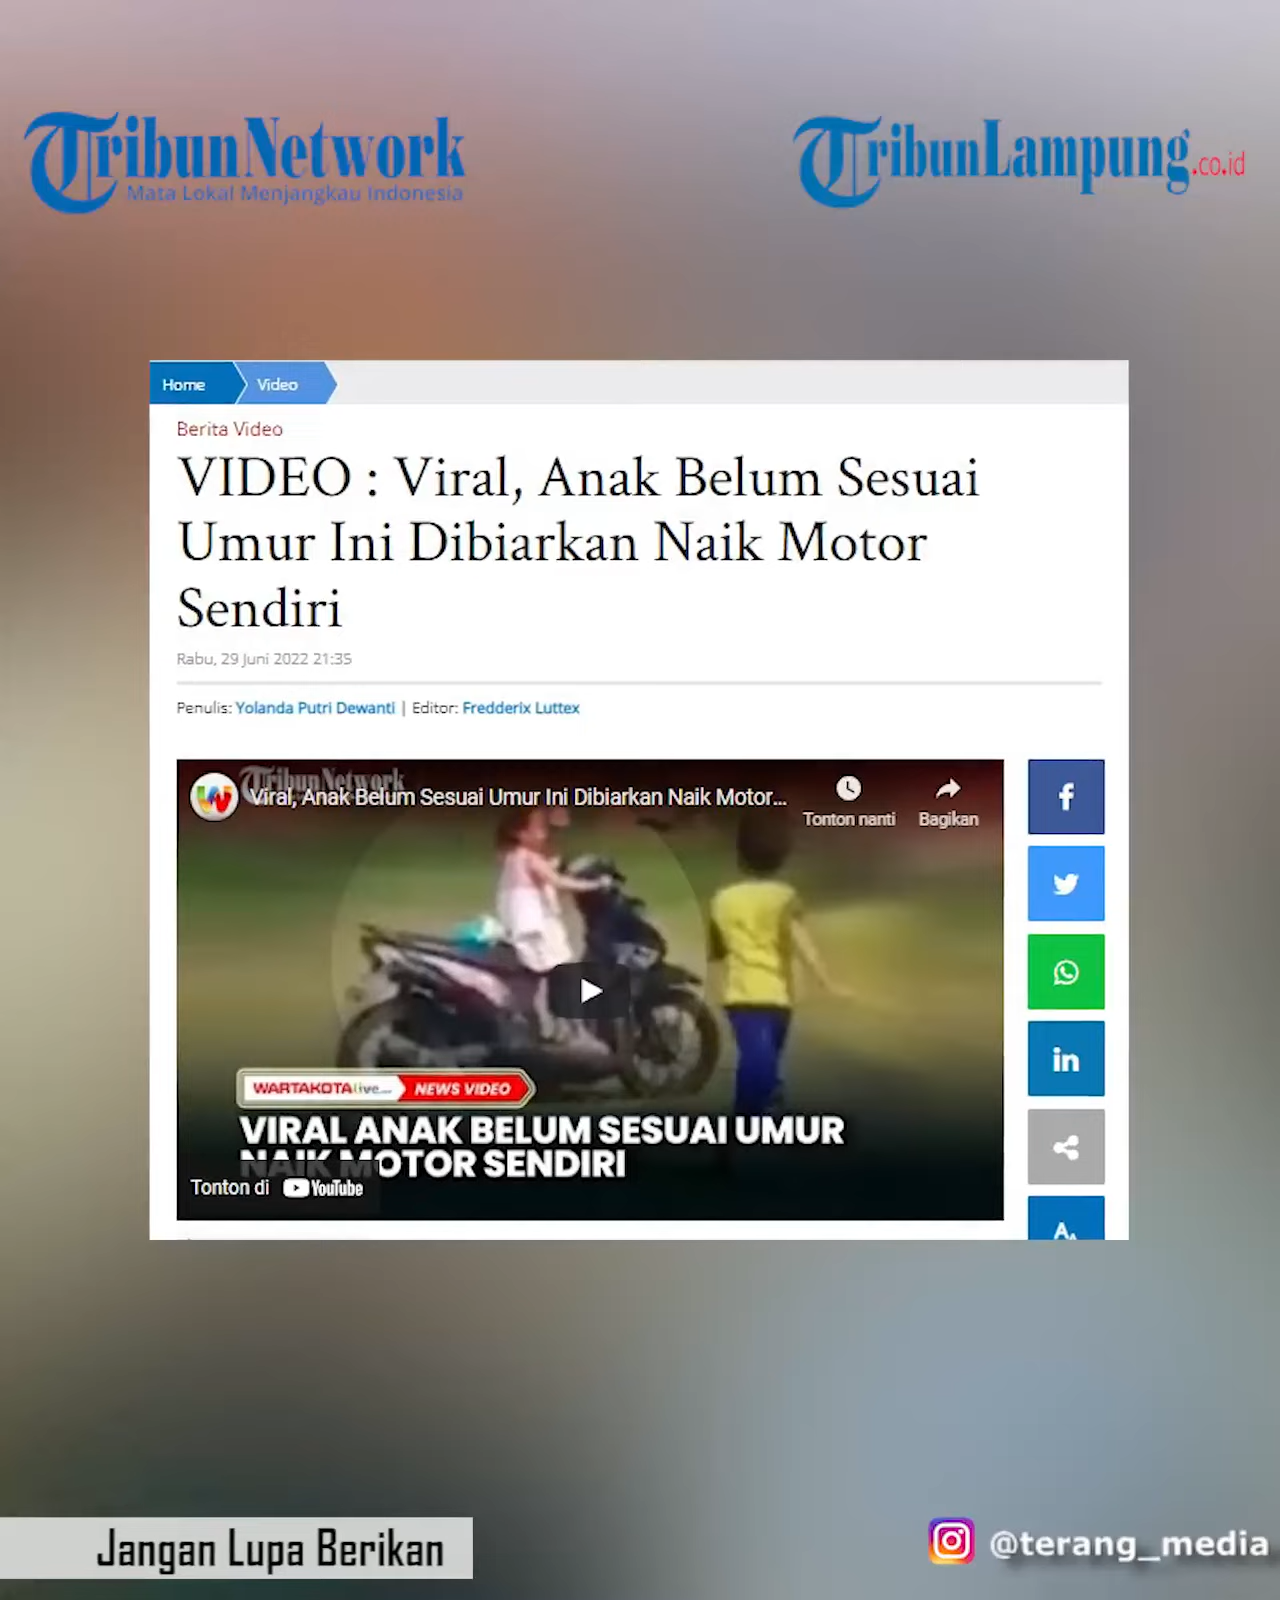 TribunNetwork
Mata Lokal Menjangkau Indonesia
TribunLampung.co.id
Home Video
Berita Video
VIDEO : Viral, Anak Belum Sesuai
Umur Ini Dibiarkan Naik Motor
Sendiri
Rabu, 29 Juni 2022 21:35
Penulis: Yolanda Putri Dewanti | Editor: Fredderix Luttex
TribunNetwork
Viral, Anak Belum Sesuai Umur Ini Dibiarkan Naik Motor...
Tonton nanti
Bagikan
WARTAKOTAlive.... NEWS VIDEO
VIRAL ANAK BELUM SESUAI UMUR
NAIK MOTOR SENDIRI
Tonton di YouTube
Jangan Lupa Berikan
@terang_media